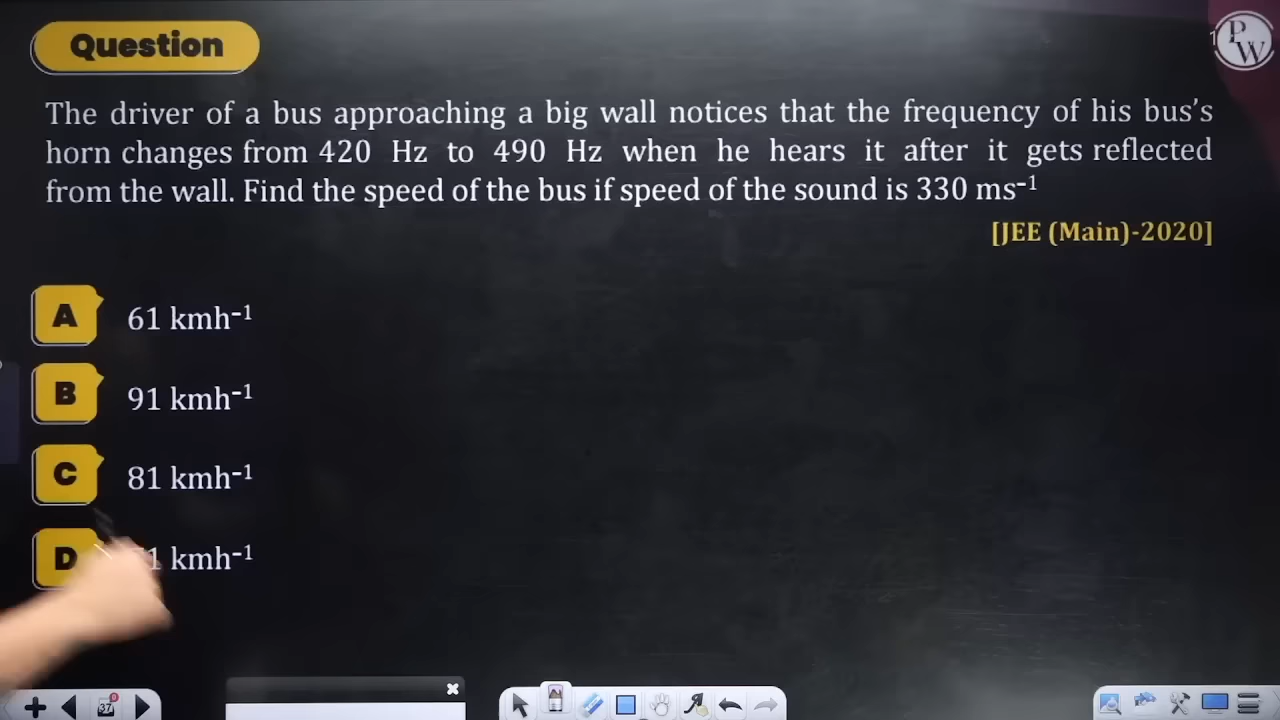 Question
PW
The driver of a bus approaching a big wall notices that the frequency of his bus's
horn changes from 420 Hz to 490 Hz when he hears it after it gets reflected
from the wall. Find the speed of the bus if speed of the sound is 330 ms⁻¹
[JEE (Main)-2020]
A 61 kmh⁻¹
B 91 kmh⁻¹
C 81 kmh⁻¹
D kmh⁻¹
37